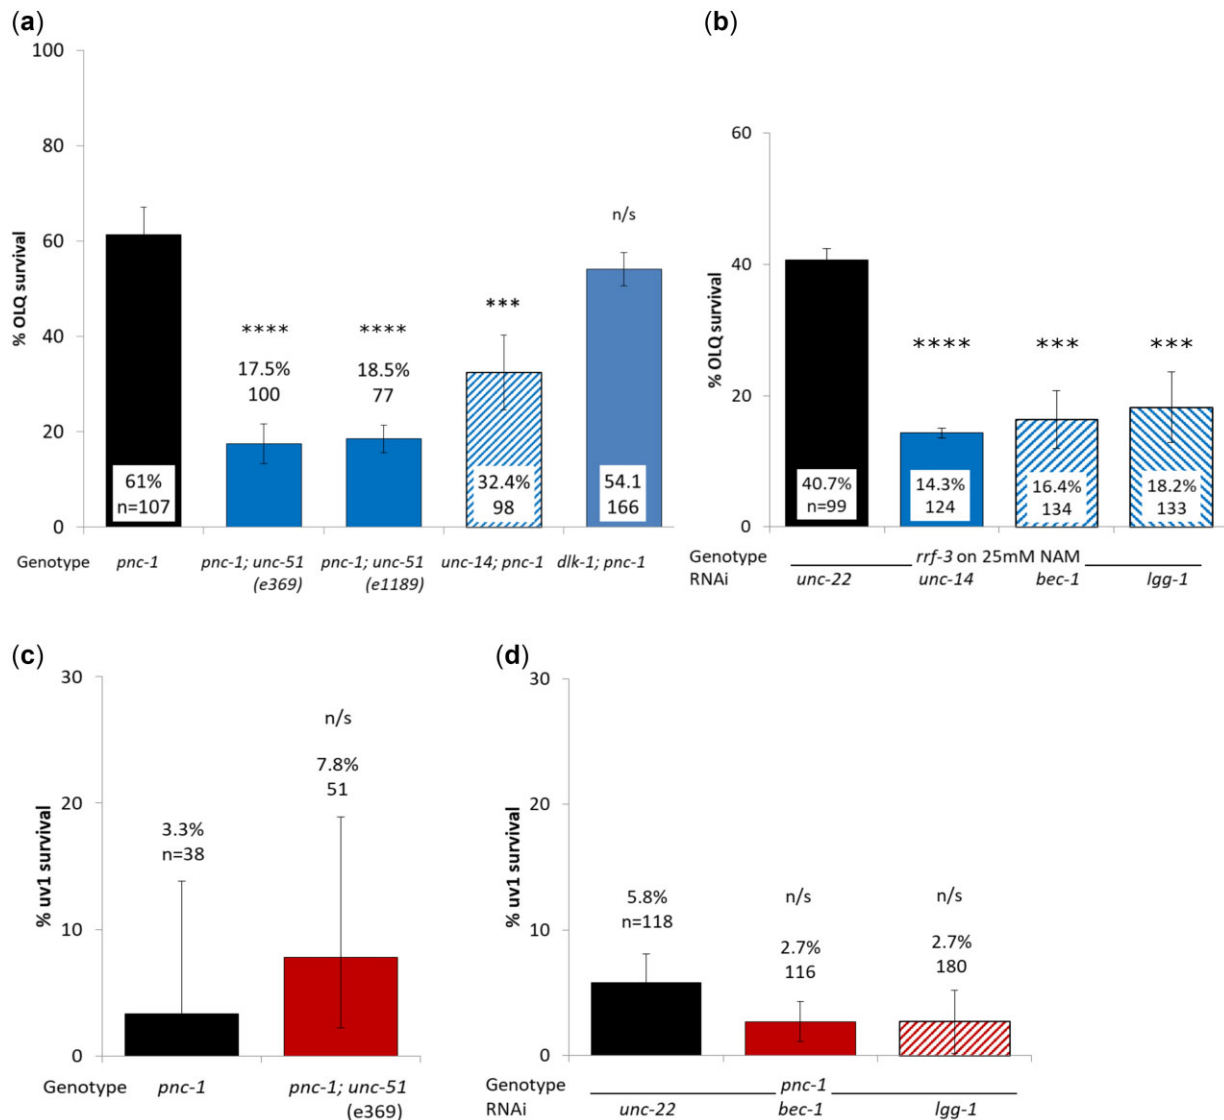 (a)
100
80
60
40
20
0
% OLQ survival
61%
n=107
****
17.5%
100
****
18.5%
77
***
32.4%
98
n/s
54.1
166
Genotype pnc-1 pnc-1; unc-51 pnc-1; unc-51 unc-14; pnc-1 dlk-1; pnc-1
(e369) (e1189)
(b)
60
40
20
0
% OLQ survival
40.7%
n=99
****
14.3%
124
***
16.4%
134
***
18.2%
133
Genotype rrf-3 on 25mM NAM
RNAi unc-22 unc-14 bec-1 lgg-1
(c)
30
20
10
0
% uv1 survival
3.3%
n=38
n/s
7.8%
51
Genotype pnc-1 pnc-1; unc-51
(e369)
(d)
30
20
10
0
% uv1 survival
5.8%
n=118
n/s
2.7%
116
n/s
2.7%
180
Genotype pnc-1
RNAi unc-22 bec-1 lgg-1